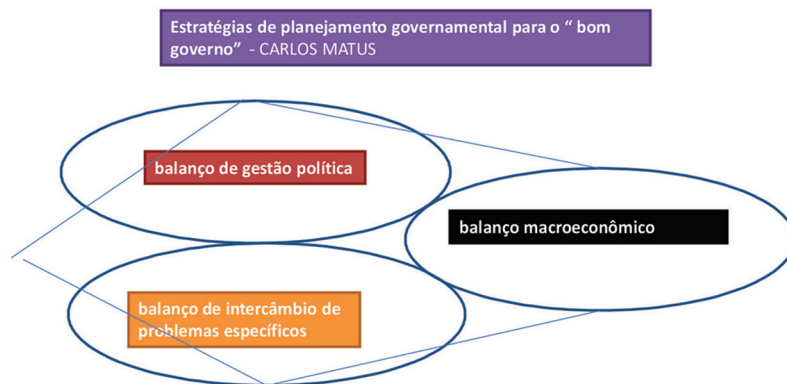 Estratégias de planejamento governamental para o “ bom
governo” - CARLOS MATUS
balanço de gestão política
balanço macroeconômico
balanço de intercâmbio de
problemas específicos